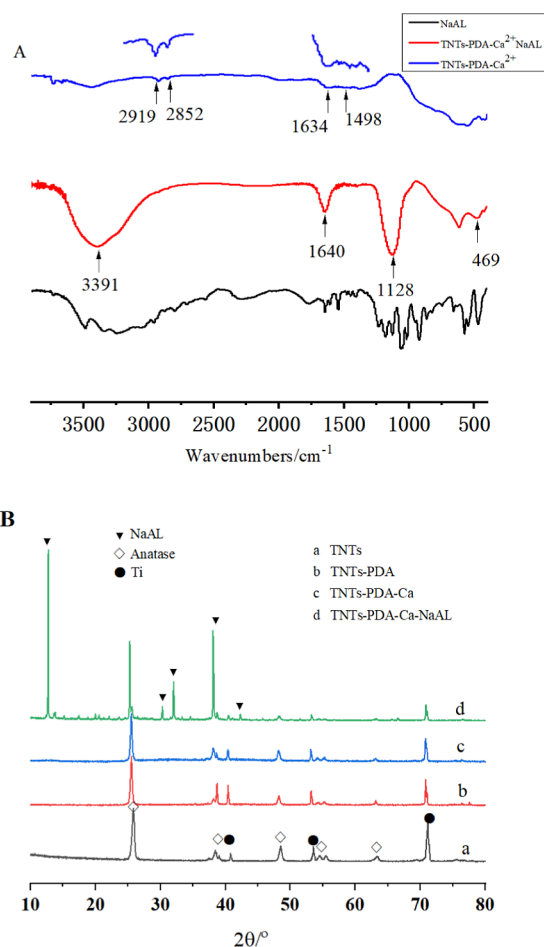 A
NaAL
TNTs-PDA-Ca²⁺NaAL
TNTs-PDA-Ca²⁺
2919
2852
1634
1498
3391
1640
1128
469
3500 3000 2500 2000 1500 1000 500
Wavenumbers/cm⁻¹
B
▼ NaAL
◇ Anatase
● Ti
a TNTs
b TNTs-PDA
c TNTs-PDA-Ca
d TNTs-PDA-Ca-NaAL
d
c
b
a
10 20 30 40 50 60 70 80
2θ/°